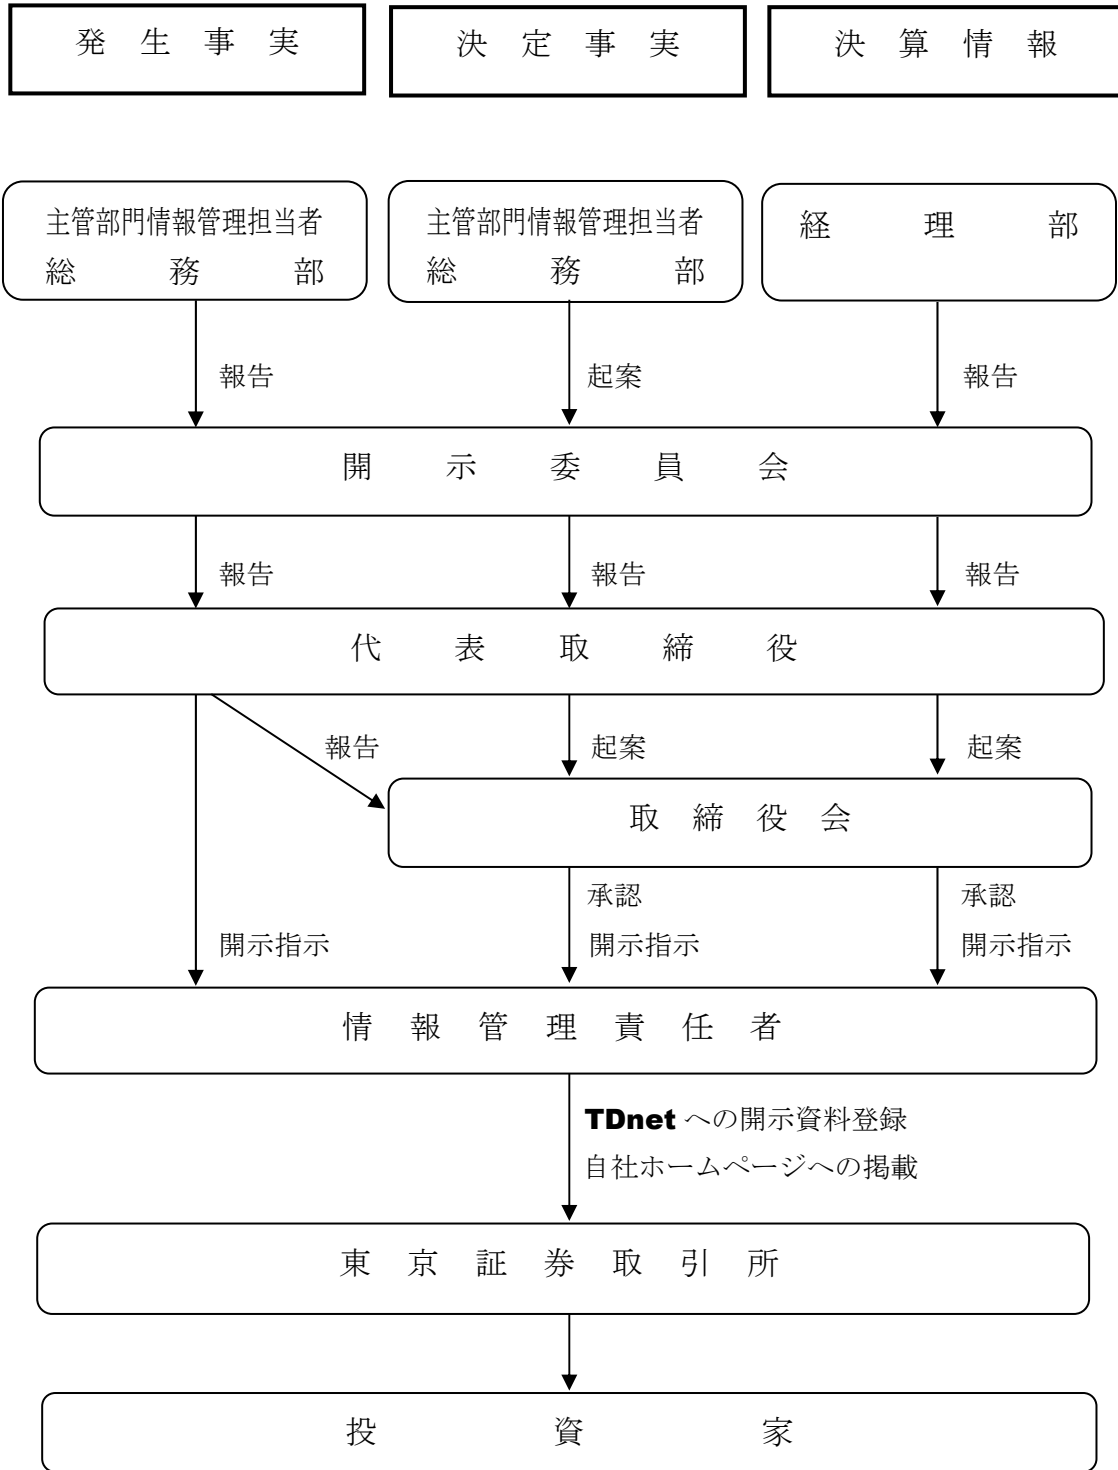 発生事実
決定事実
決算情報
主管部門情報管理担当者
総務部
主管部門情報管理担当者
総務部
経理部
報告
起案
報告
開示委員会
報告
報告
報告
代表取締役
報告
起案
起案
取締役会
承認
承認
開示指示
開示指示
開示指示
情報管理責任者
TDnet への開示資料登録
自社ホームページへの掲載
東京証券取引所
投資家